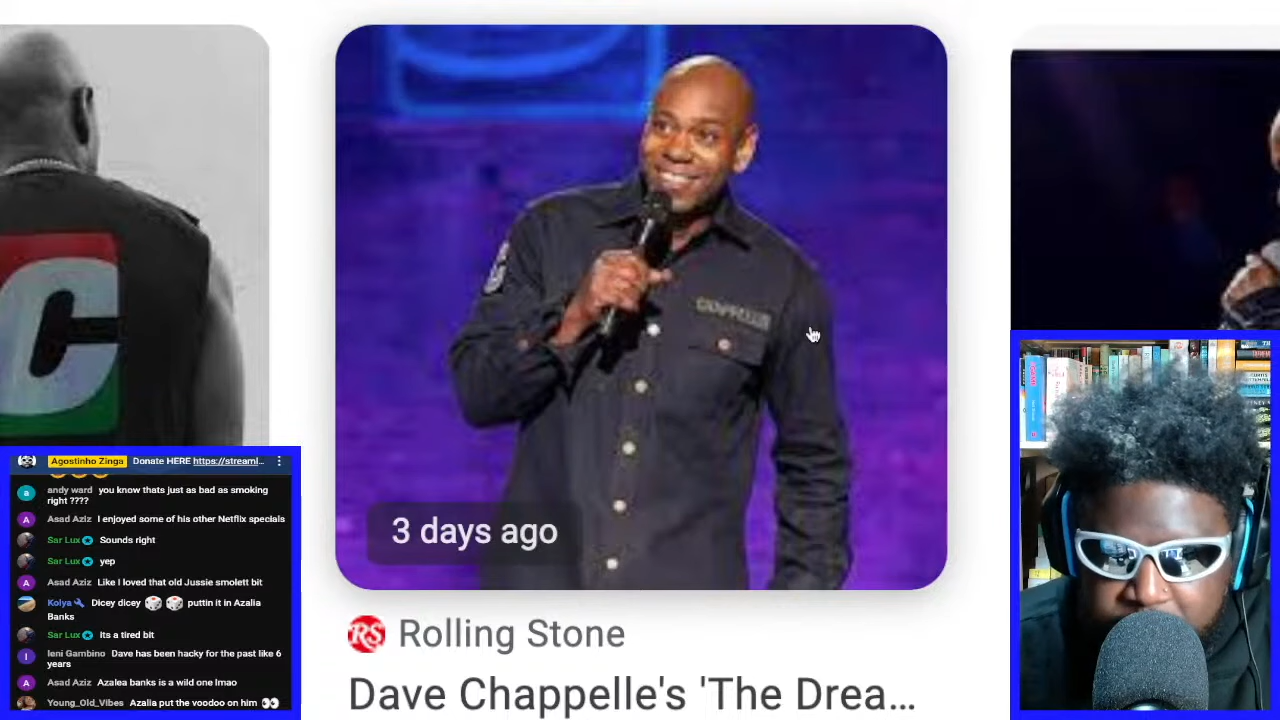 C
CHAPPELLE
3 days ago
RS Rolling Stone
Dave Chappelle's 'The Drea...
Agostinho Zinga Donate HERE https://streaml...
andy ward you know thats just as bad as smoking
right ????
Asad Aziz I enjoyed some of his other Netflix specials
Sar Lux Sounds right
Sar Lux yep
Asad Aziz Like I loved that old Jussie smolett bit
Kolya Dicey dicey 🎲 🎲 puttin it in Azalia
Banks
Sar Lux Its a tired bit
Ieni Gambino Dave has been hacky for the past like 6
years
Asad Aziz Azalea banks is a wild one lmao
Young_Old_Vibes Azalia put the voodoo on him 👀